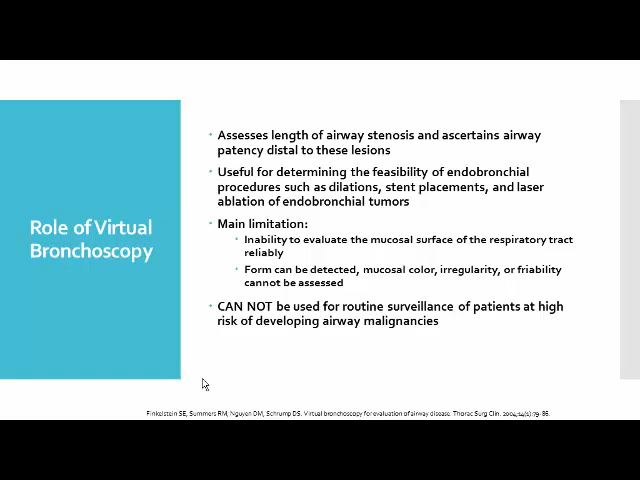 Role of Virtual
Bronchoscopy
• Assesses length of airway stenosis and ascertains airway
patency distal to these lesions
• Useful for determining the feasibility of endobronchial
procedures such as dilations, stent placements, and laser
ablation of endobronchial tumors
• Main limitation:
• Inability to evaluate the mucosal surface of the respiratory tract
reliably
• Form can be detected, mucosal color, irregularity, or friability
cannot be assessed
• CAN NOT be used for routine surveillance of patients at high
risk of developing airway malignancies
Finkelstein SE, Summers RM, Nguyen DM, Schrump DS. Virtual bronchoscopy for evaluation of airway disease. Thorac Surg Clin. 2004;14(1):79-86.